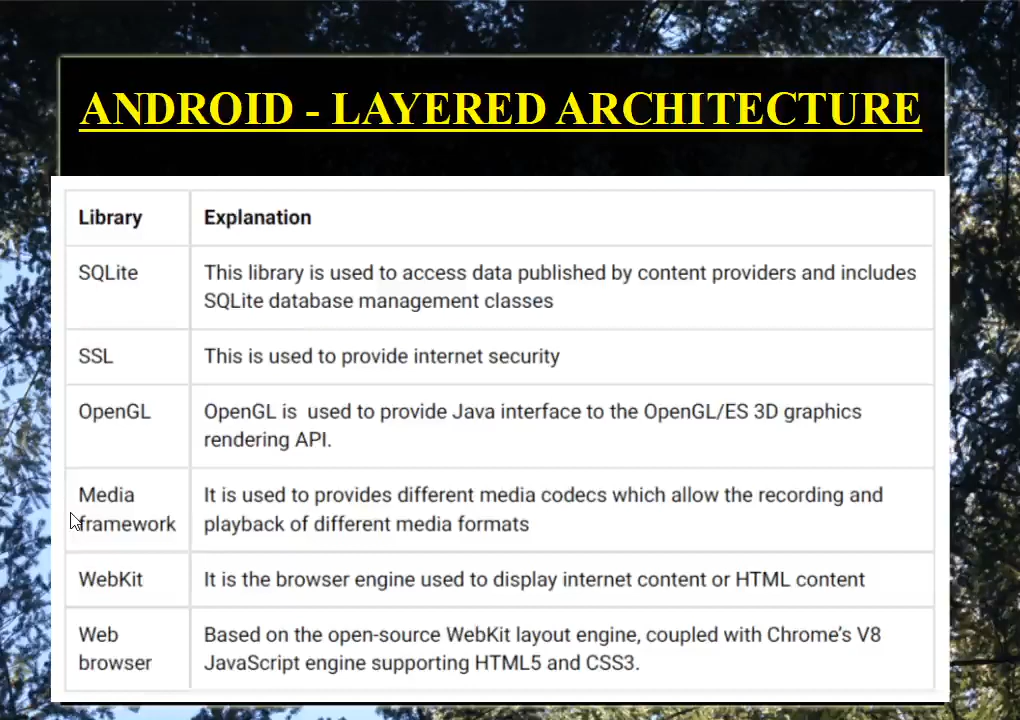 ANDROID - LAYERED ARCHITECTURE
Library
Explanation
SQLite
This library is used to access data published by content providers and includes
SQLite database management classes
SSL
This is used to provide internet security
OpenGL
OpenGL is used to provide Java interface to the OpenGL/ES 3D graphics
rendering API.
Media
framework
It is used to provides different media codecs which allow the recording and
playback of different media formats
WebKit
It is the browser engine used to display internet content or HTML content
Web
browser
Based on the open-source WebKit layout engine, coupled with Chrome’s V8
JavaScript engine supporting HTML5 and CSS3.